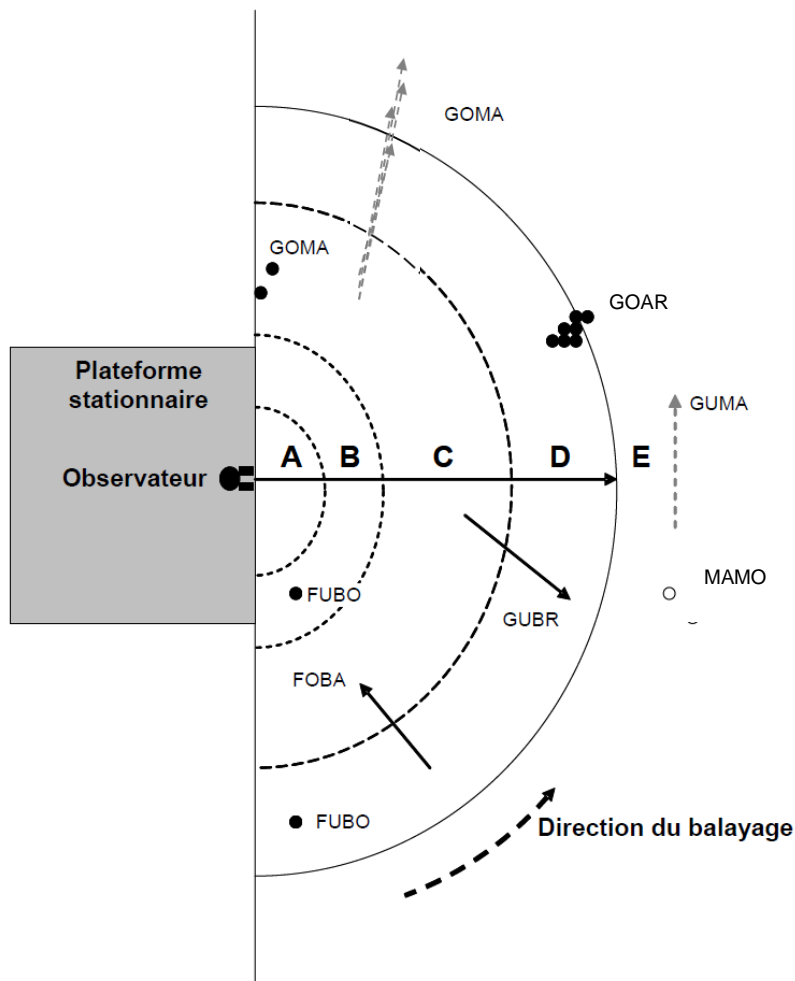 GOMA
GOMA
GOAR
Plateforme
stationnaire
GUMA
A B C D E
Observateur
MAMO
FUBO
GUBR
FOBA
FUBO
Direction du balayage